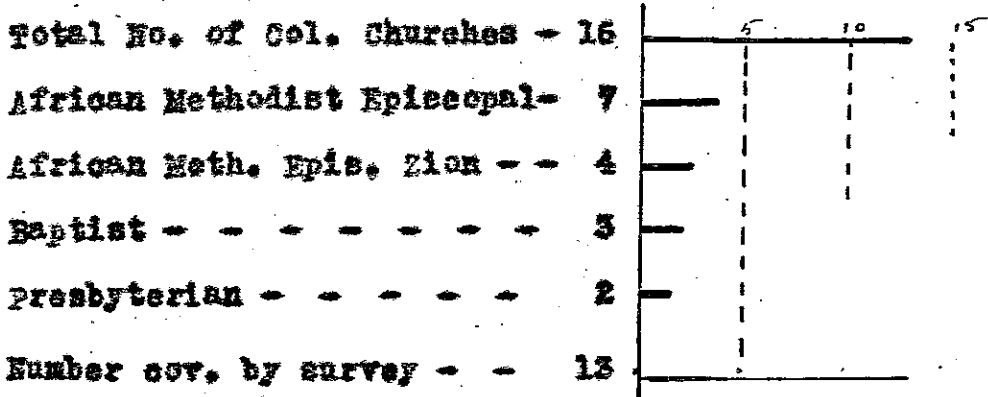 5 10 15
Total No. of Col. Churches - 16
African Methodist Episcopal- 7
African Meth. Epis. Zion - - 4
Baptist - - - - - - - 3
Presbyterian - - - - - 2
Number cov. by survey - - 13